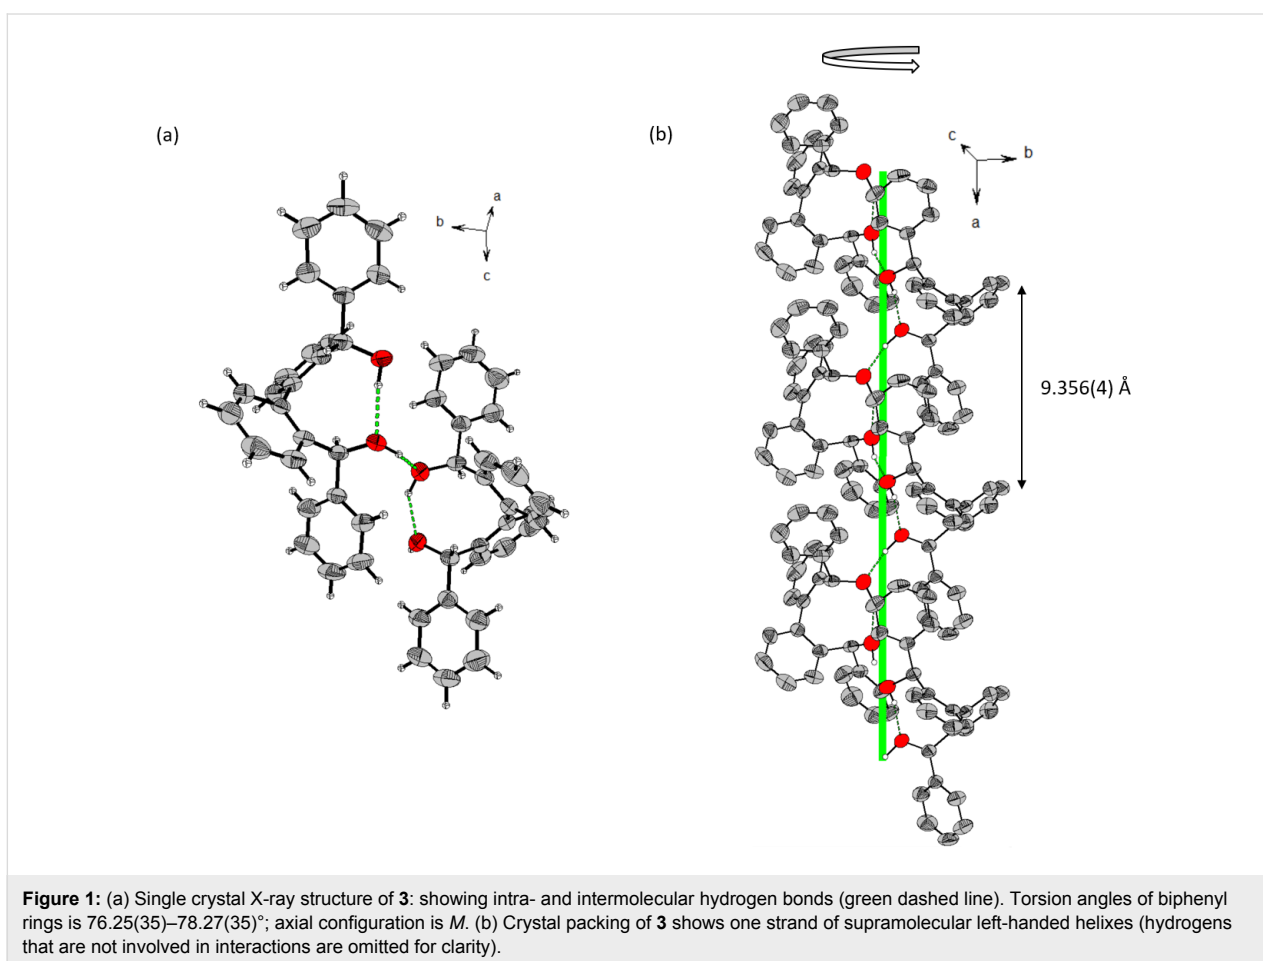 (a)
(b)
a
b
c
c
b
a
9.356(4) Å
Figure 1: (a) Single crystal X-ray structure of 3: showing intra- and intermolecular hydrogen bonds (green dashed line). Torsion angles of biphenyl
rings is 76.25(35)–78.27(35)°; axial configuration is M. (b) Crystal packing of 3 shows one strand of supramolecular left-handed helixes (hydrogens
that are not involved in interactions are omitted for clarity).